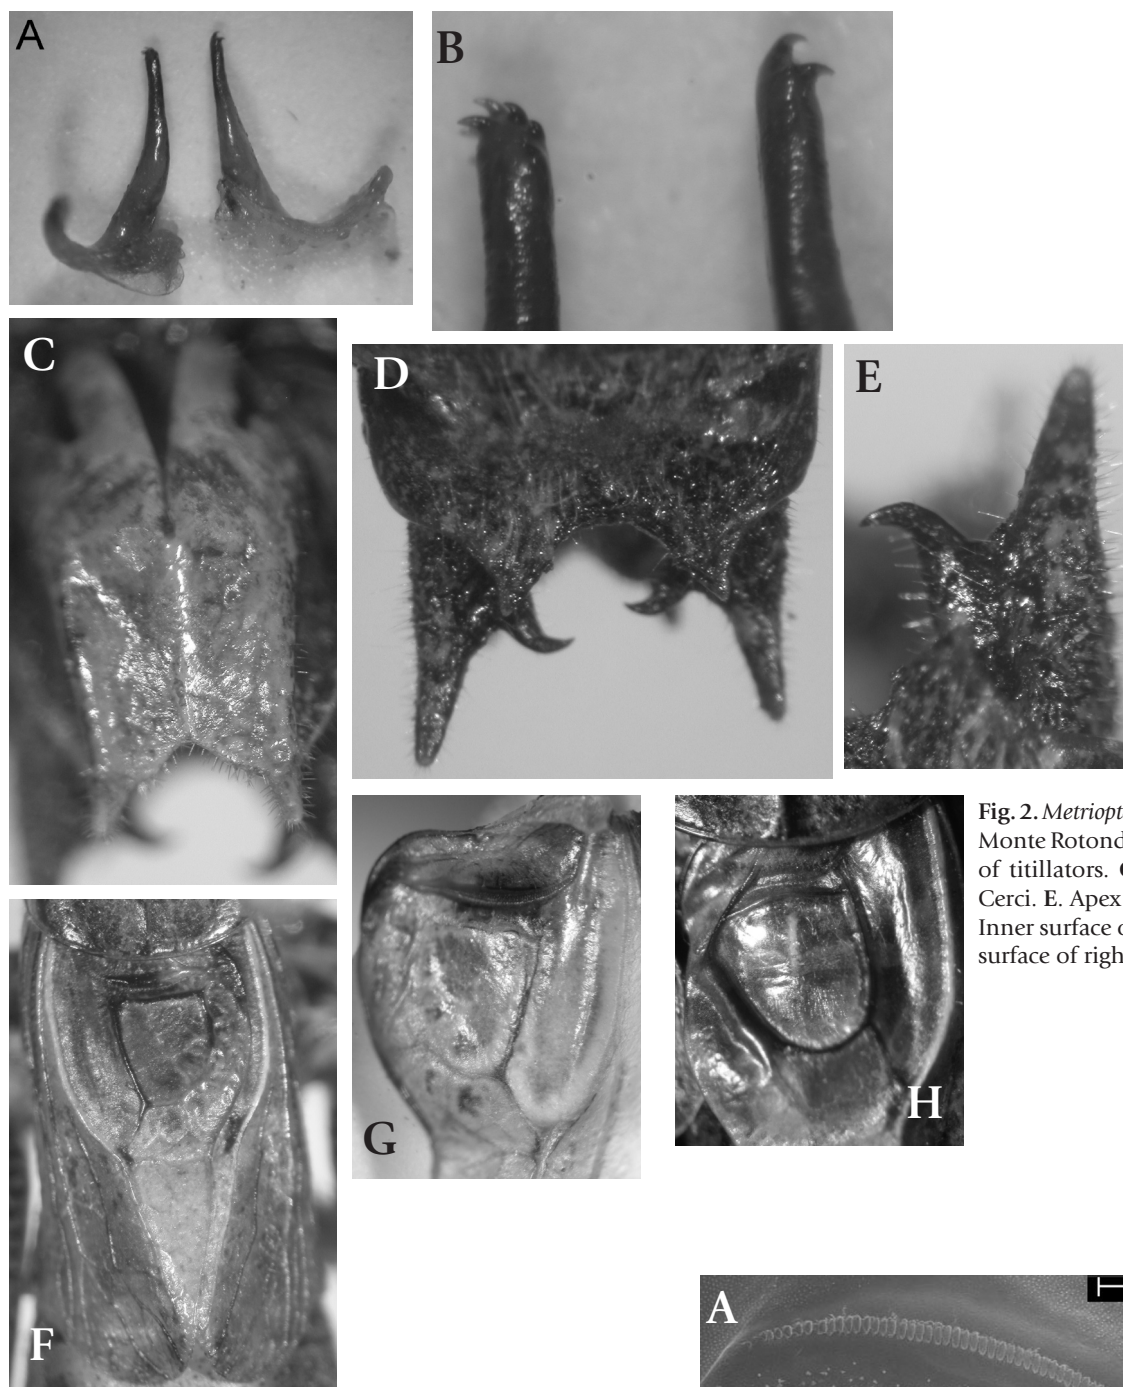 A
B
C
D
E
Fig. 2. Metriopt
Monte Rotond
of titillators.
Cerci. E. Apex
Inner surface
surface of righ
F
G
H
A